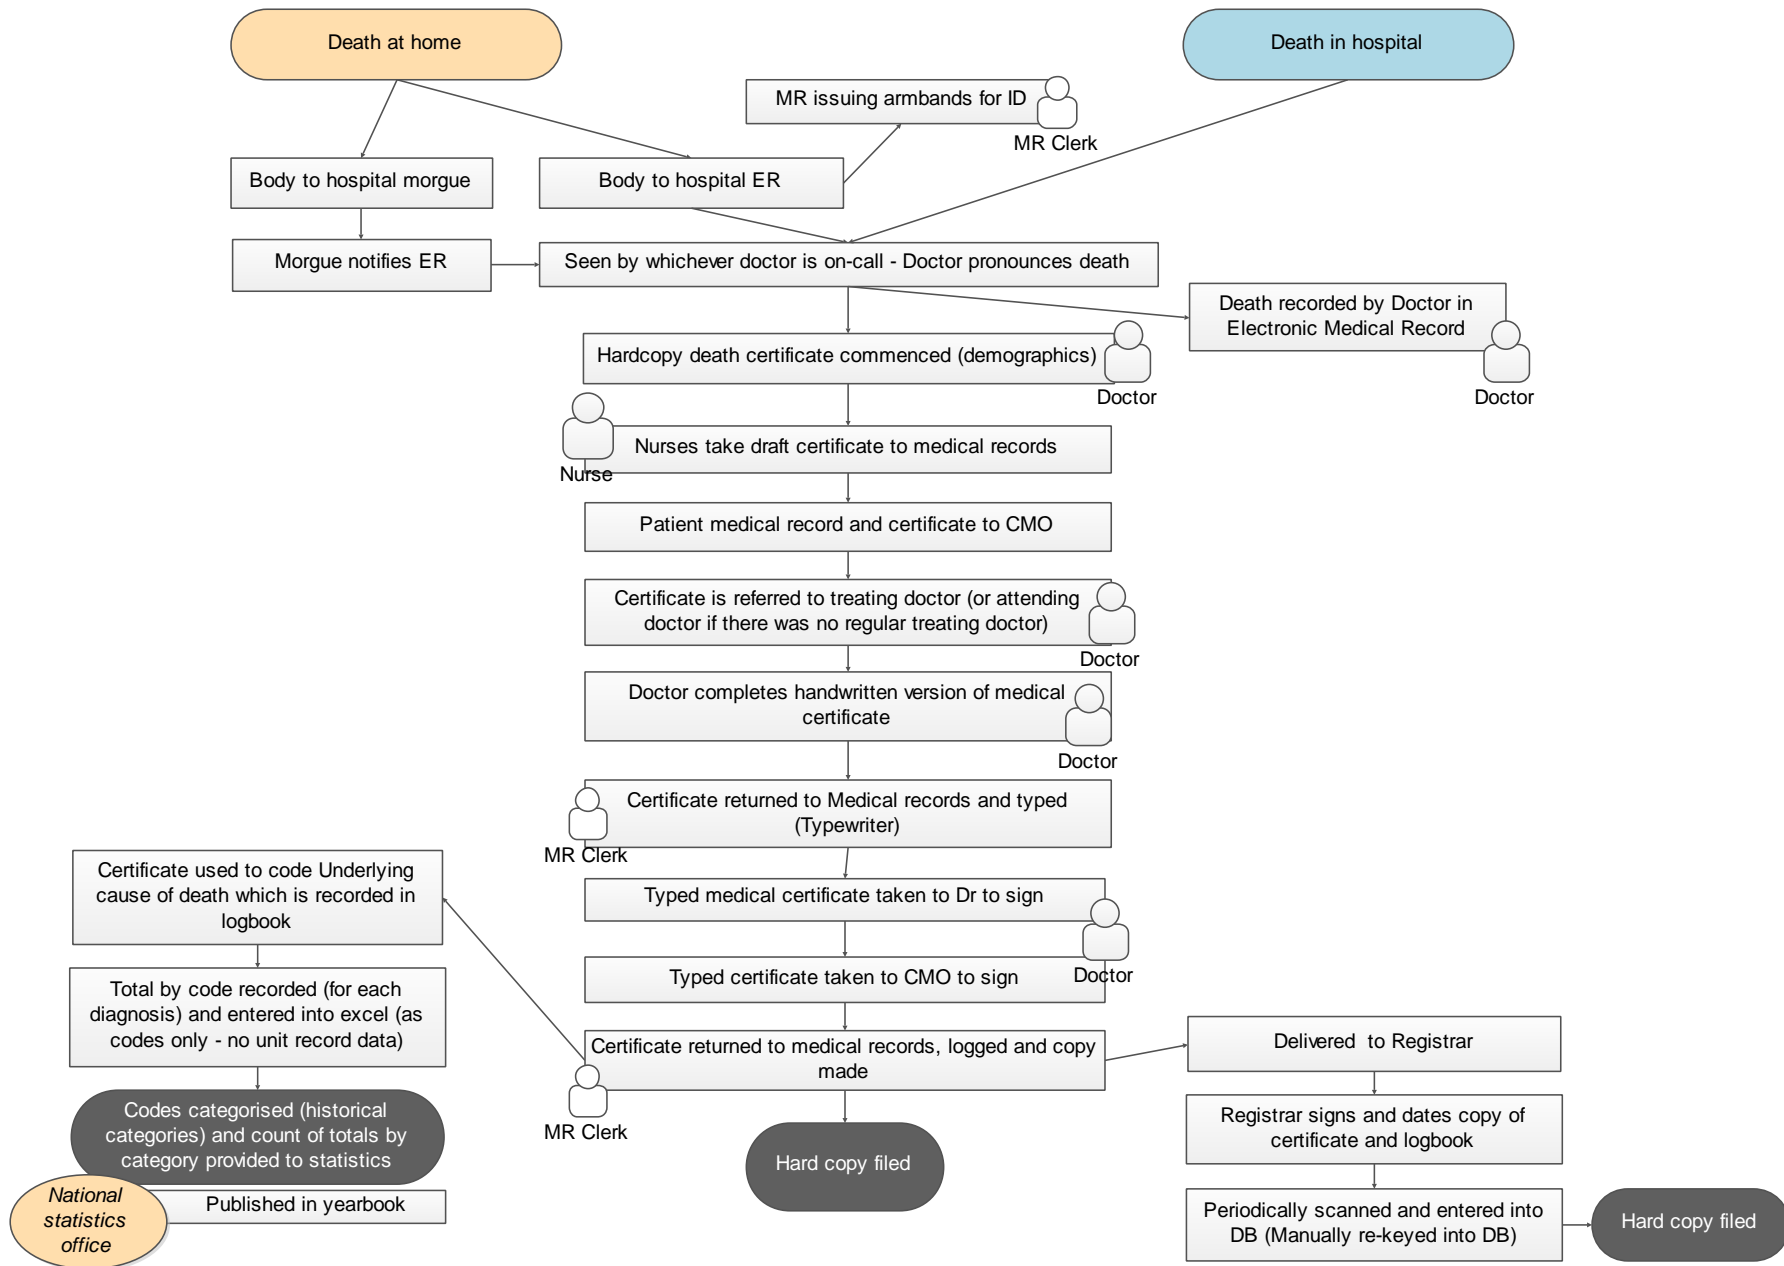 Death at home
Death in hospital
MR issuing armbands for ID
MR Clerk
Body to hospital morgue
Body to hospital ER
Morgue notifies ER
Seen by whichever doctor is on-call - Doctor pronounces death
Death recorded by Doctor in
Electronic Medical Record
Doctor
Hardcopy death certificate commenced (demographics)
Doctor
Nurse
Nurses take draft certificate to medical records
Patient medical record and certificate to CMO
Certificate is referred to treating doctor (or attending
doctor if there was no regular treating doctor)
Doctor
Doctor completes handwritten version of medical
certificate
Doctor
Certificate returned to Medical records and typed
(Typewriter)
MR Clerk
Typed medical certificate taken to Dr to sign
Doctor
Typed certificate taken to CMO to sign
Certificate returned to medical records, logged and copy
made
MR Clerk
Hard copy filed
Certificate used to code Underlying
cause of death which is recorded in
logbook
Total by code recorded (for each
diagnosis) and entered into excel (as
codes only - no unit record data)
Codes categorised (historical
categories) and count of totals by
category provided to statistics
National
statistics
office
Published in yearbook
Delivered  to Registrar
Registrar signs and dates copy of
certificate and logbook
Periodically scanned and entered into
DB (Manually re-keyed into DB)
Hard copy filed